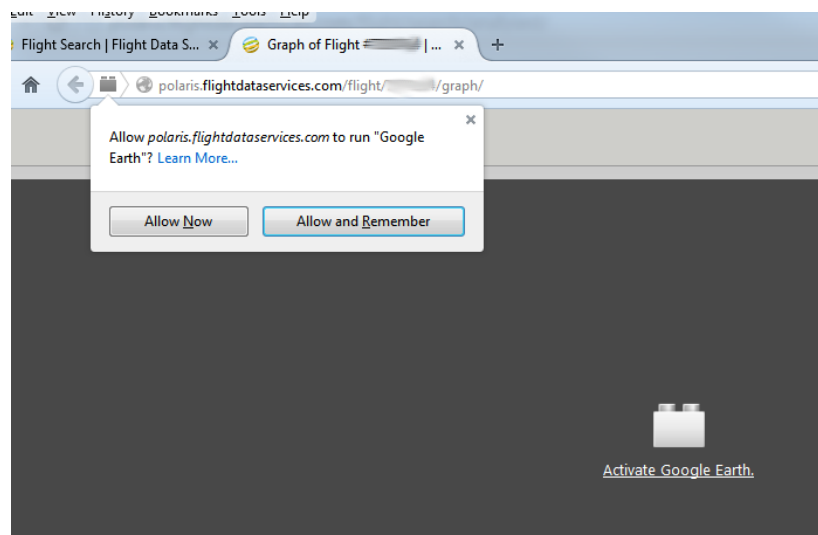 Edit View History Bookmarks Tools Help
Flight Search | Flight Data S... × Graph of Flight # | ... × +
polaris.flightdataservices.com/flight/ /graph/
Allow polaris.flightdataservices.com to run "Google
Earth"? Learn More...
Allow Now Allow and Remember
Activate Google Earth.